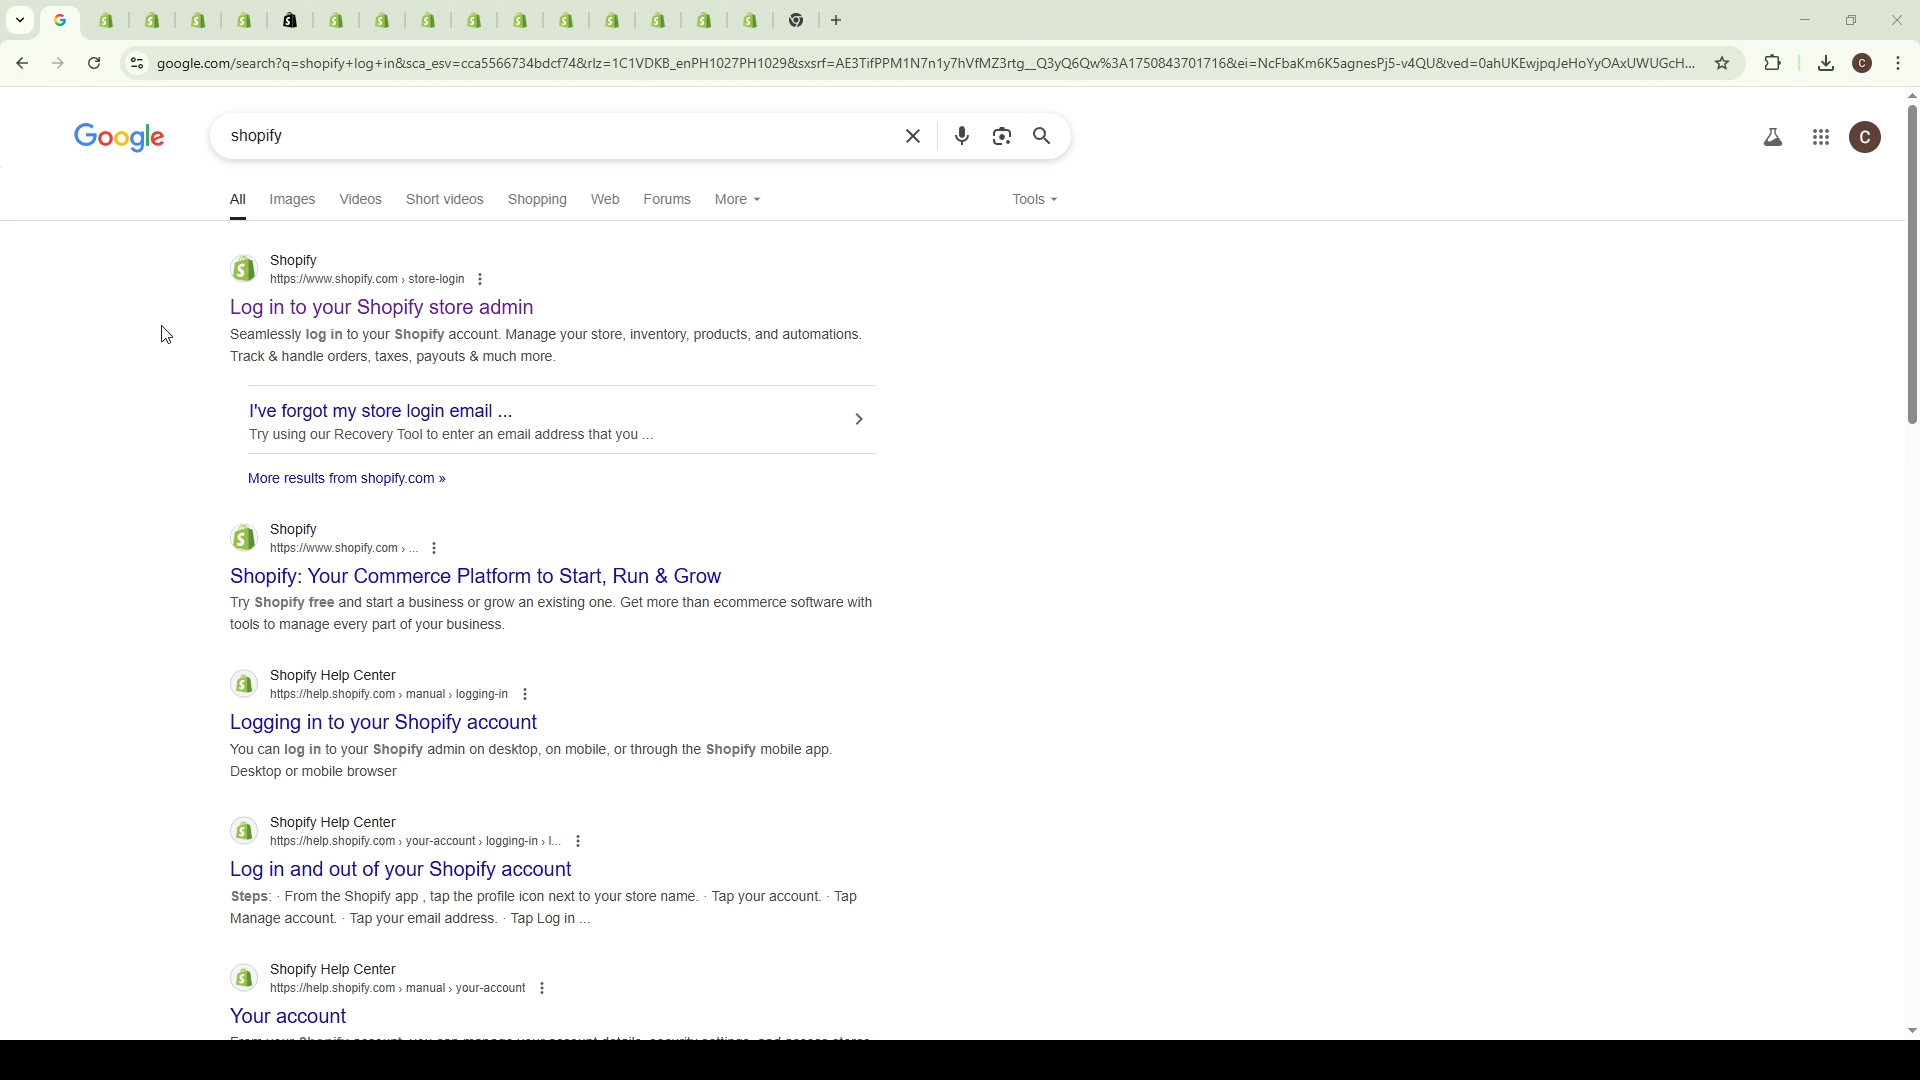 google.com/search?q=shopify+log+in&sca_esv=cca5566734bdcf74&rlz=1C1VDKB_enPH1027PH1029&sxsrf=AE3TifPPM1N7n1y7hVfMZ3rtg__Q3yQ6Qw%3A1750843701716&ei=NcFbaKm6K5agnesPj5-v4QU&ved=0ahUKEwjpqJeHoYyOAxUWUGcH...
C
Google
shopify
C
All Images Videos Short videos Shopping Web Forums More Tools
Shopify
https://www.shopify.com › store-login
Log in to your Shopify store admin
Seamlessly log in to your Shopify account. Manage your store, inventory, products, and automations.
Track & handle orders, taxes, payouts & much more.
I've forgot my store login email ...
Try using our Recovery Tool to enter an email address that you ...
More results from shopify.com »
Shopify
https://www.shopify.com › ...
Shopify: Your Commerce Platform to Start, Run & Grow
Try Shopify free and start a business or grow an existing one. Get more than ecommerce software with
tools to manage every part of your business.
Shopify Help Center
https://help.shopify.com › manual › logging-in
Logging in to your Shopify account
You can log in to your Shopify admin on desktop, on mobile, or through the Shopify mobile app.
Desktop or mobile browser
Shopify Help Center
https://help.shopify.com › your-account › logging-in › l...
Log in and out of your Shopify account
Steps: · From the Shopify app , tap the profile icon next to your store name. · Tap your account. · Tap
Manage account. · Tap your email address. · Tap Log in ...
Shopify Help Center
https://help.shopify.com › manual › your-account
Your account